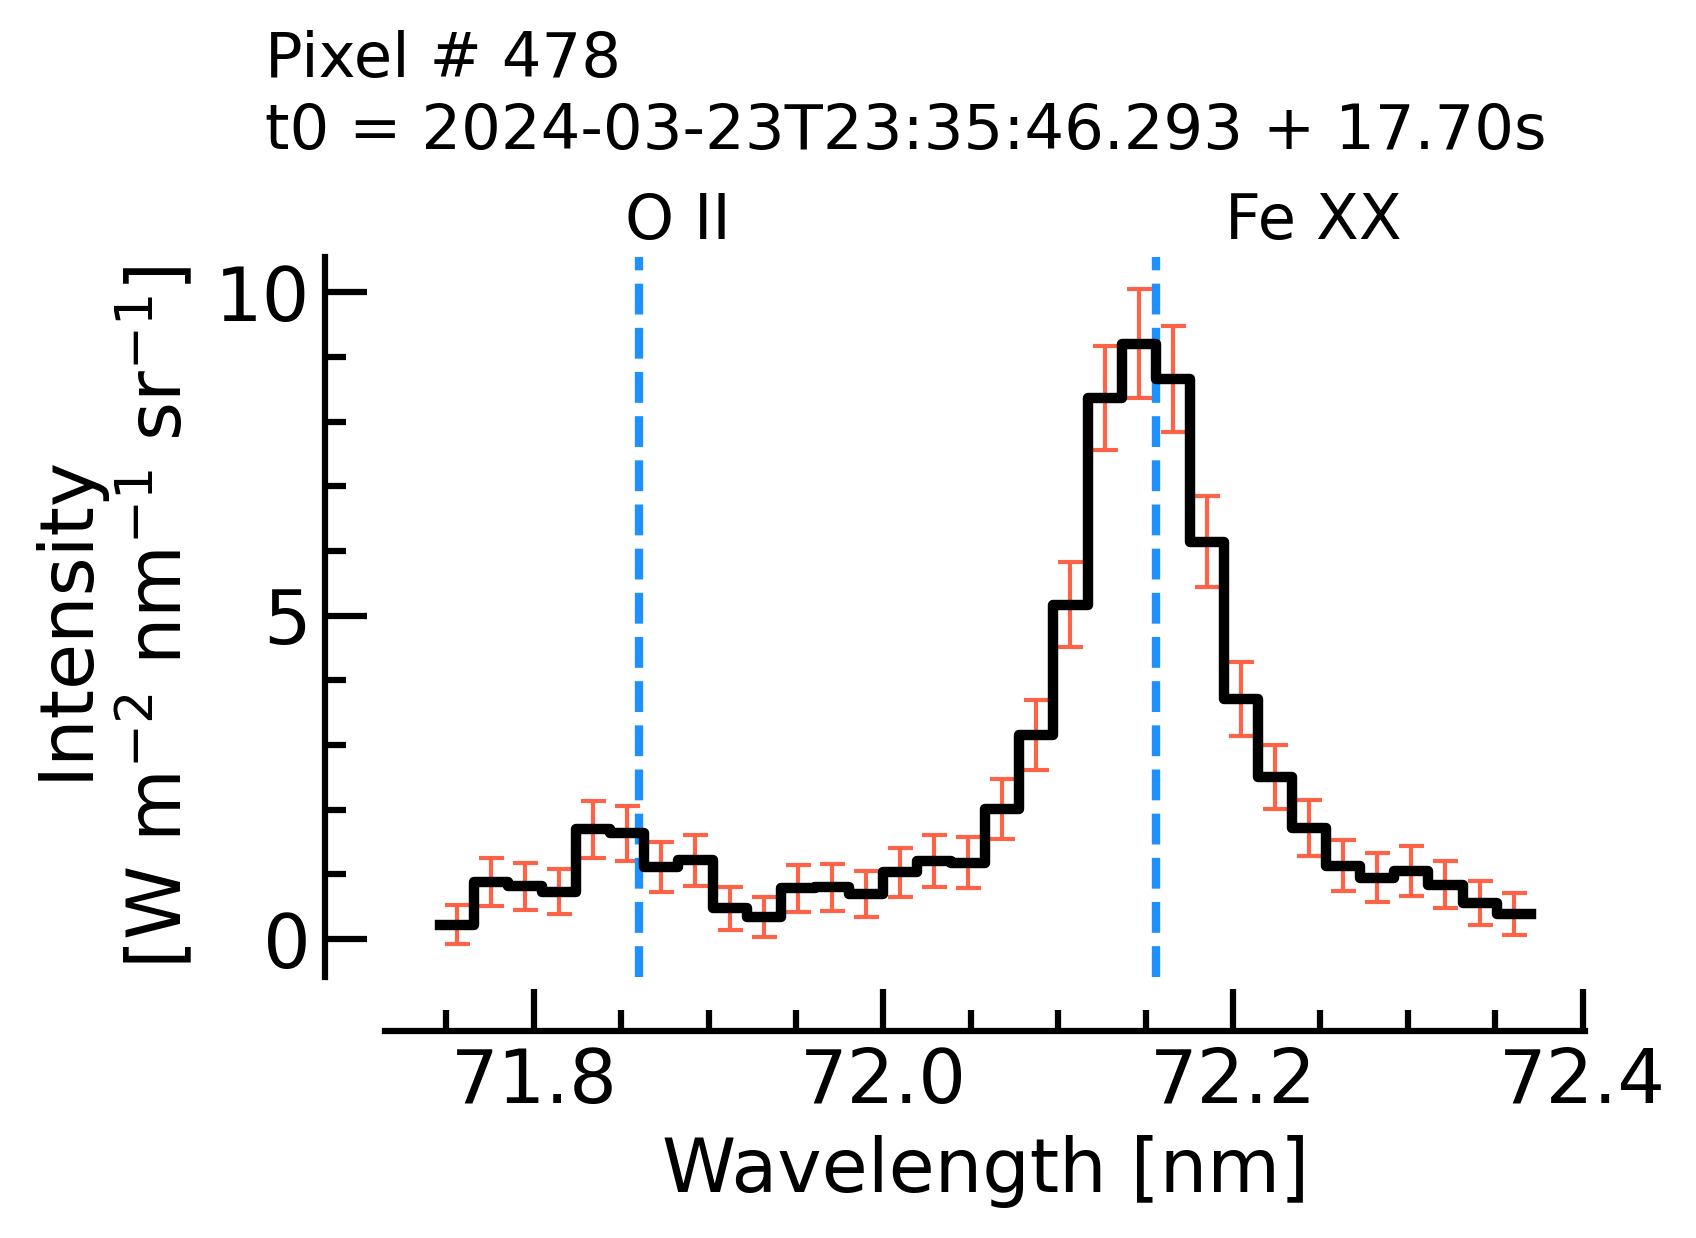 Pixel # 478
t0 = 2024-03-23T23:35:46.293 + 17.70s
O II Fe XX
Intensity
[W m⁻² nm⁻¹ sr⁻¹]
10
5
0
71.8 72.0 72.2 72.4
Wavelength [nm]